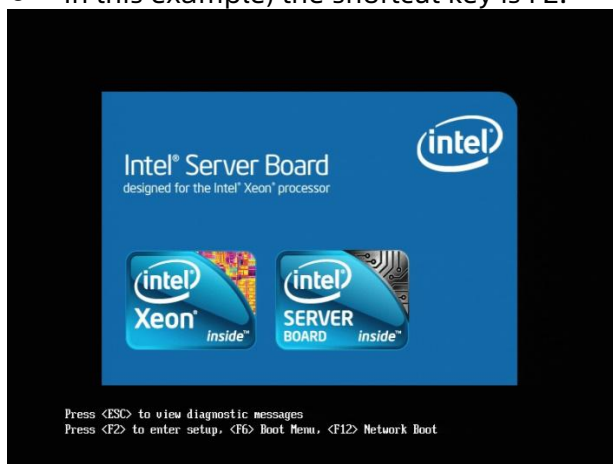 In this example, the shortcut key is F2.
intel
Intel® Server Board
designed for the Intel® Xeon® processor
intel
Xeon®
inside™
intel
SERVER
BOARD
inside™
Press <ESC> to view diagnostic messages
Press <F2> to enter setup, <F6> Boot Menu, <F12> Network Boot